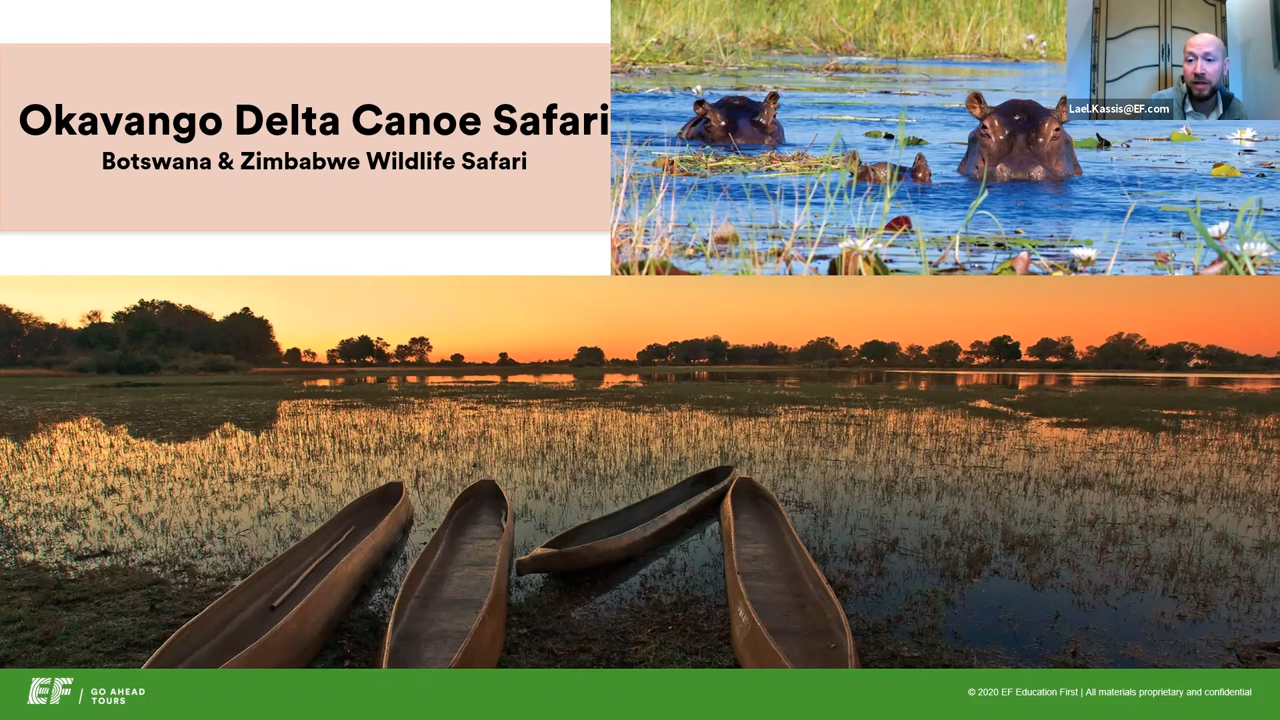 Okavango Delta Canoe Safari
Botswana & Zimbabwe Wildlife Safari
Lael.Kassis@EF.com
EF / GO AHEAD
TOURS
© 2020 EF Education First | All materials proprietary and confidential